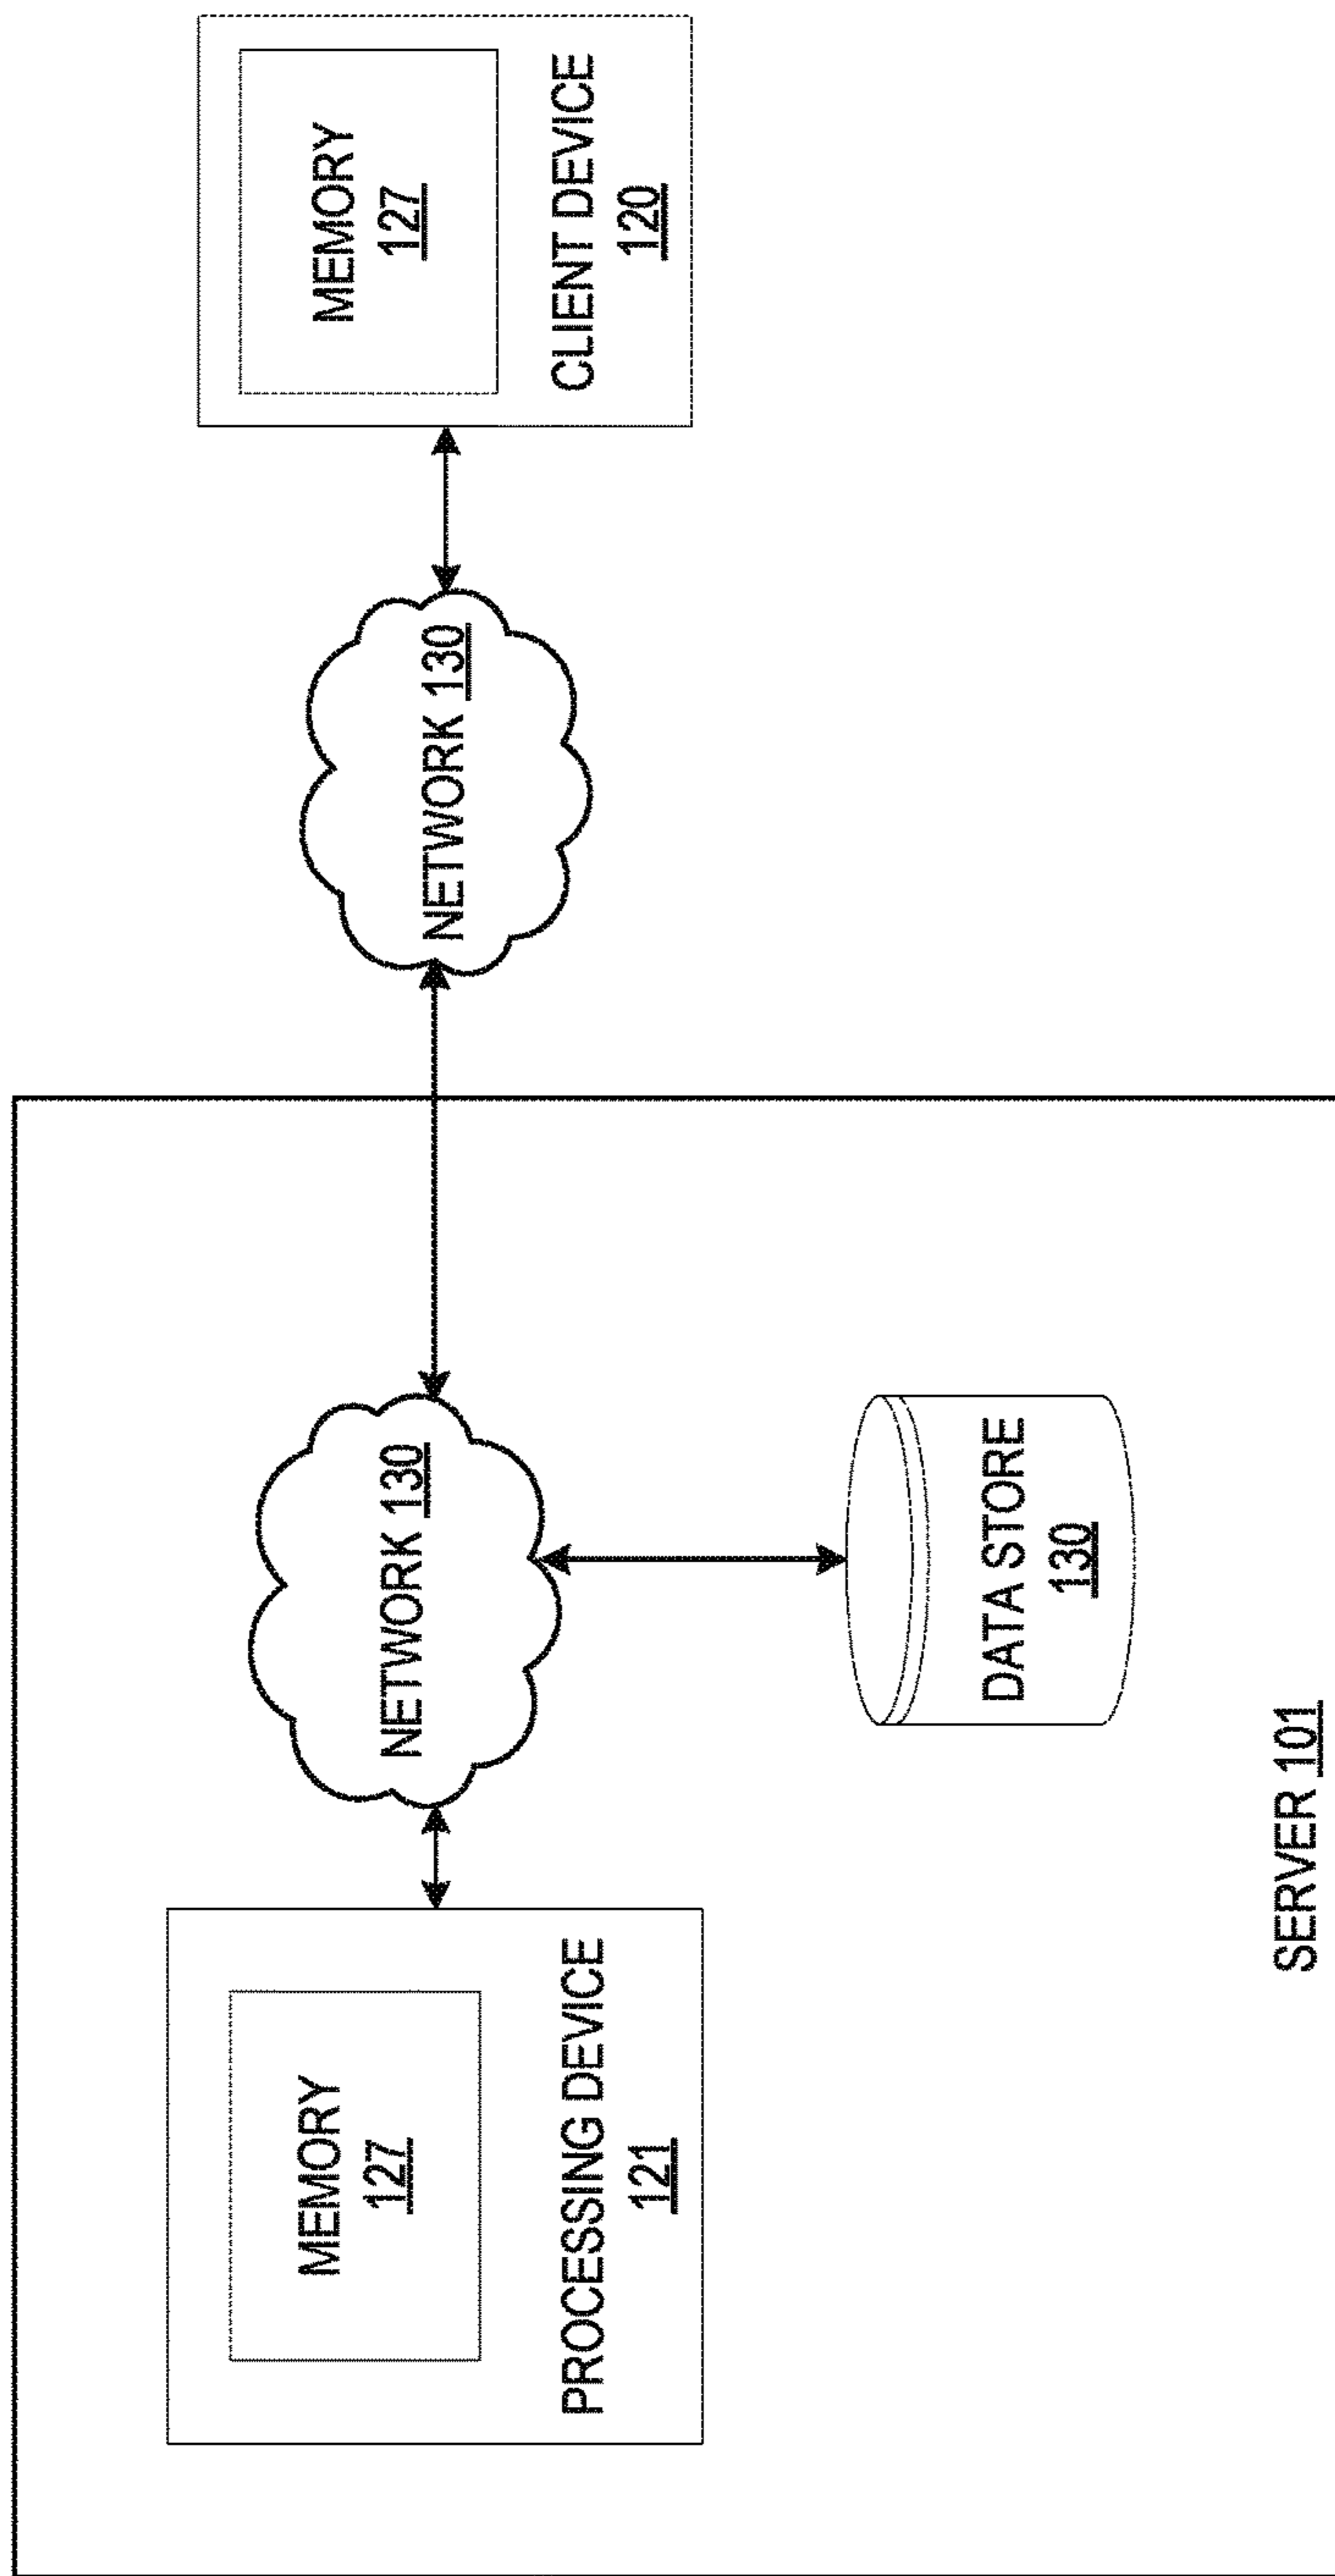 MEMORY
127
PROCESSING DEVICE
121
NETWORK 130
DATA STORE
130
SERVER 101
NETWORK 130
MEMORY
127
CLIENT DEVICE
120